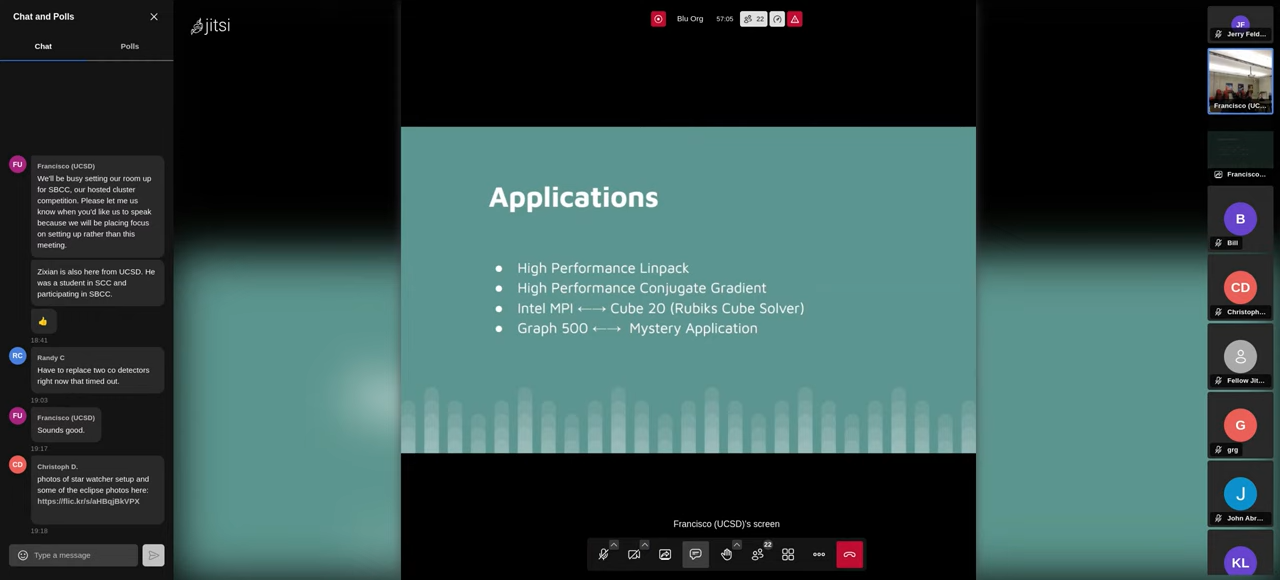 Chat and Polls
Chat
Polls
FU
Francisco (UCSD)
We'll be busy setting our room up
for SBCC, our hosted cluster
competition. Please let me us
know when you'd like us to speak
because we will be placing focus
on setting up rather than this
meeting.
Zixian is also here from UCSD. He
was a student in SCC and
participating in SBCC.
👍
18:41
RC
Randy C
Have to replace two co detectors
right now that timed out.
19:03
FU
Francisco (UCSD)
Sounds good.
19:17
CD
Christoph D.
photos of star watcher setup and
some of the eclipse photos here:
https://flic.kr/s/aHBqjBkVPX
19:18
Type a message
jitsi
Blu Org
57:05
22
Applications
● High Performance Linpack
● High Performance Conjugate Gradient
● Intel MPI ←→ Cube 20 (Rubiks Cube Solver)
● Graph 500 ←→ Mystery Application
Francisco (UCSD)'s screen
22
JF
Jerry Feld...
Francisco (UC...
Francisco...
B
Bill
CD
Christoph...
Fellow Jit...
G
grg
J
John Abr...
KL